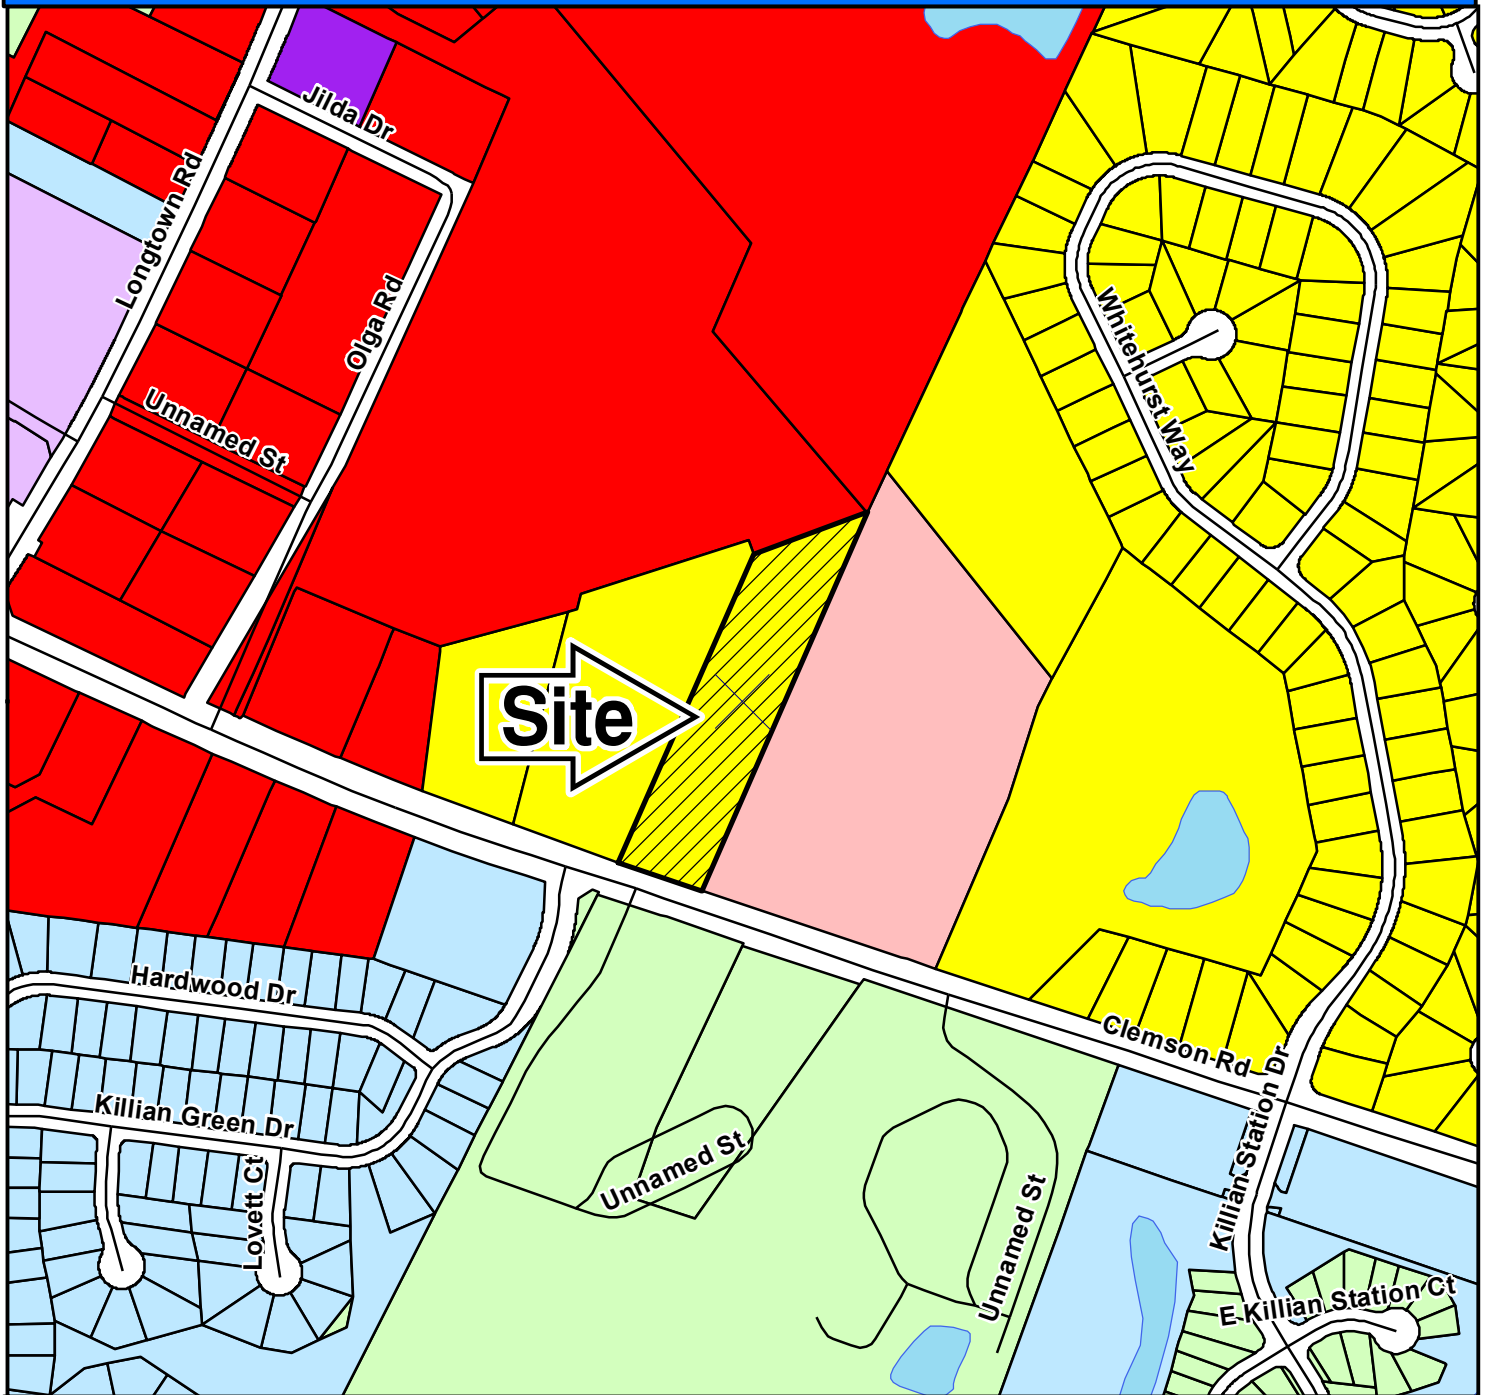 Jilda Dr
Longtown Rd
Olga Rd
Whitehurst Way
Unnamed St
Site
Hardwood Dr
Clemson Rd
Killian Green Dr
Killian Station Dr
Unnamed St
Lovett Ct
Unnamed St
E Killian Station Ct